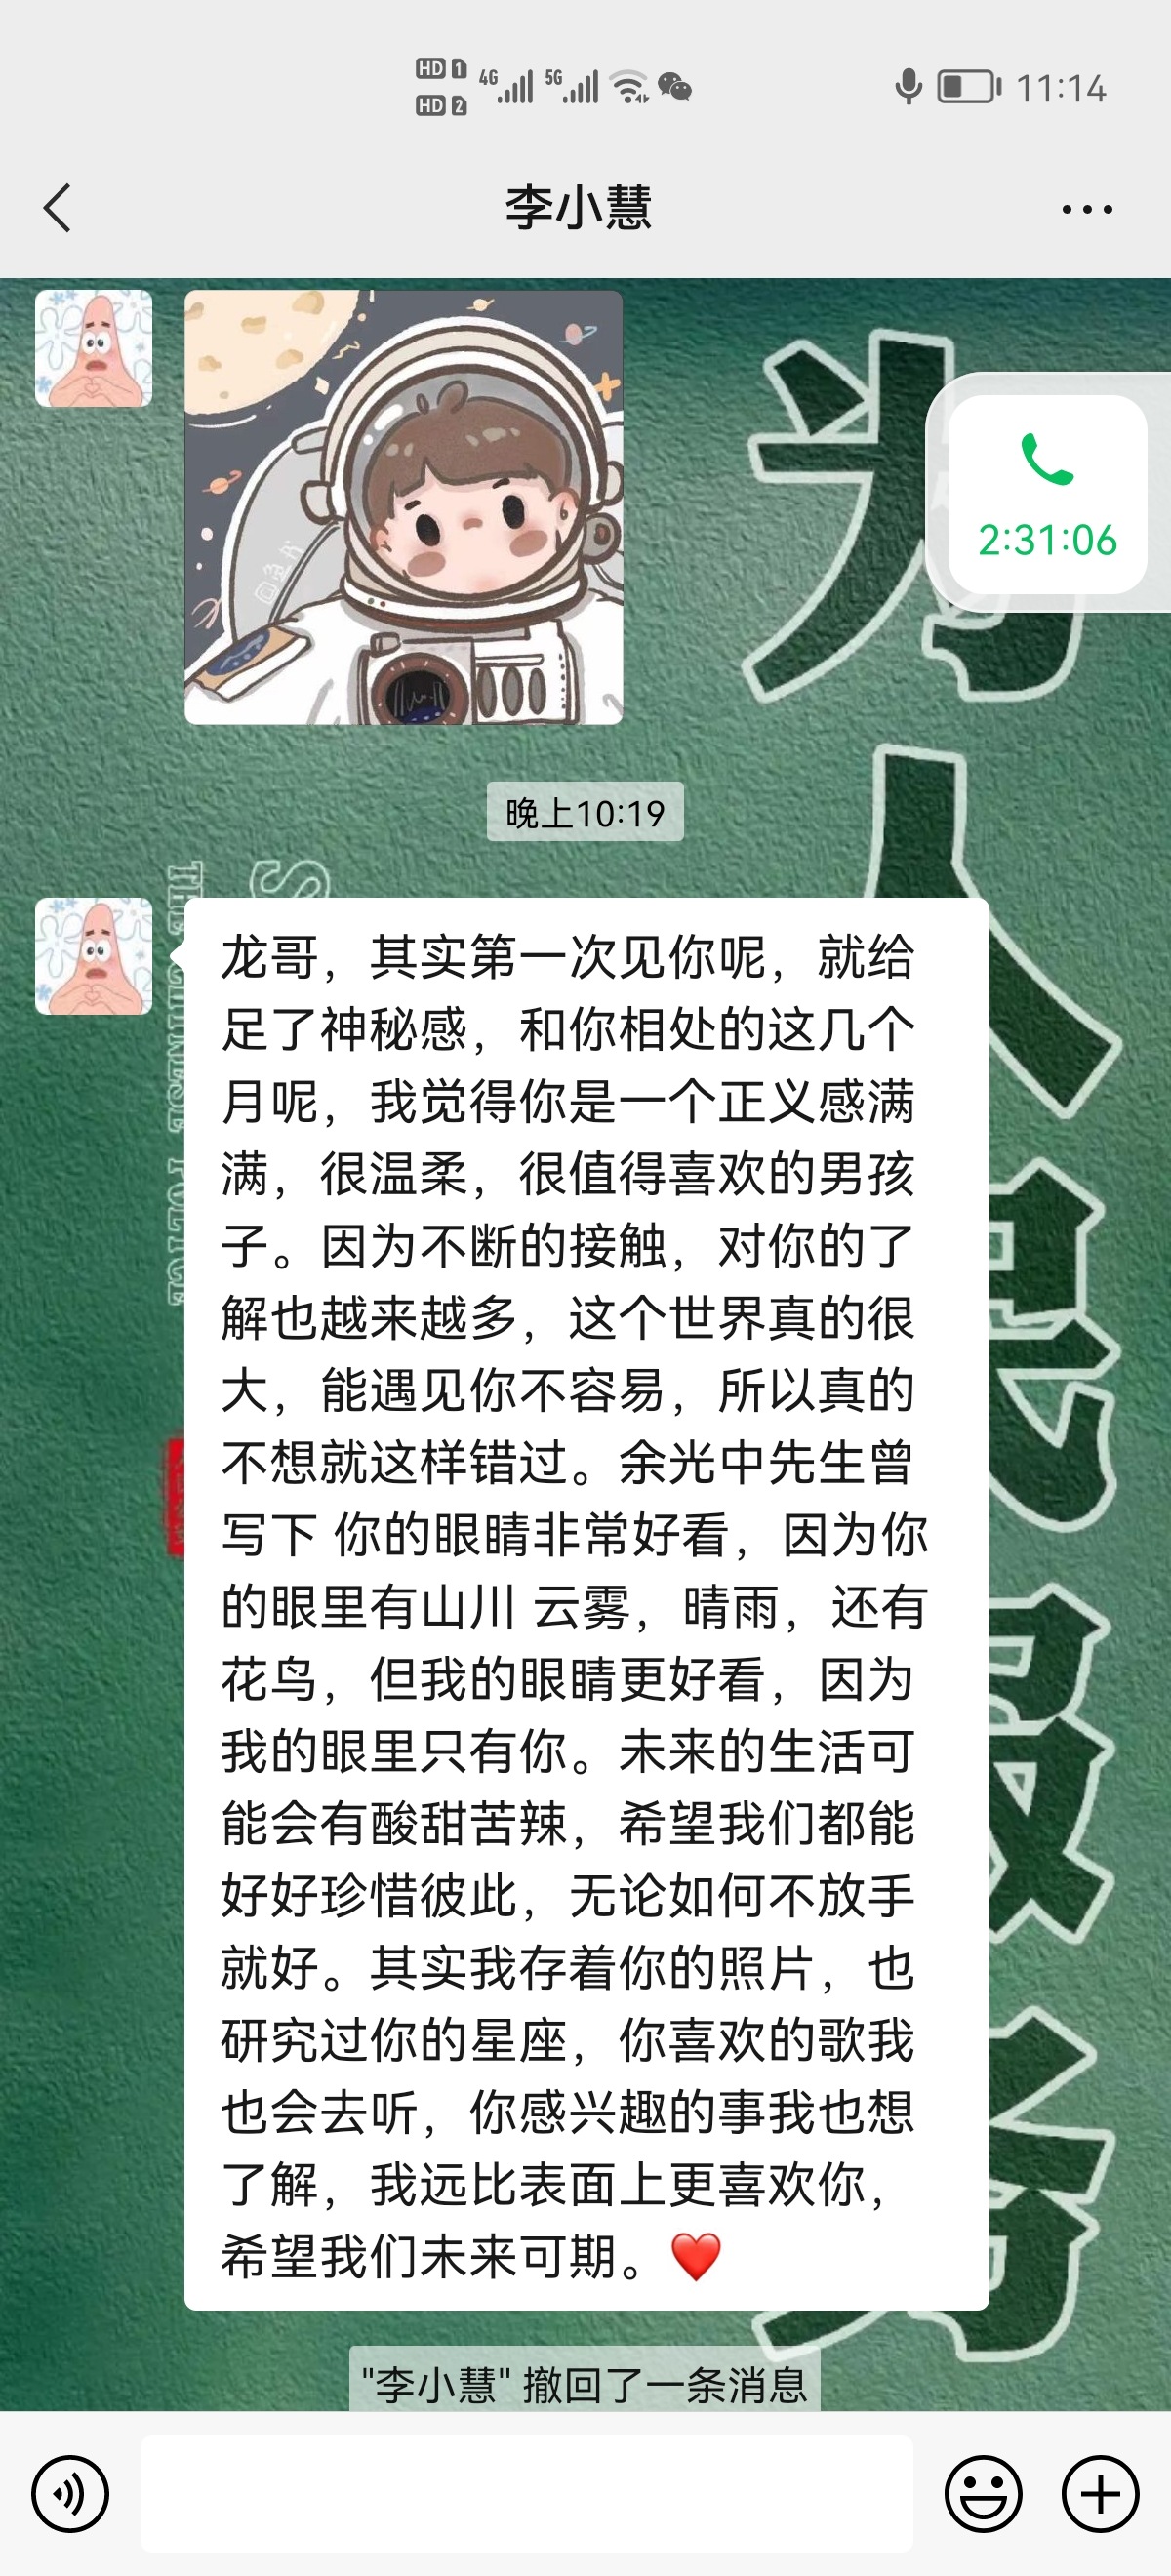 HD 1 4G 5G 11:14
HD 2
李小慧
2:31:06
晚上10:19
龙哥，其实第一次见你呢，就给
足了神秘感，和你相处的这几个
月呢，我觉得你是一个正义感满
满，很温柔，很值得喜欢的男孩
子。因为不断的接触，对你的了
解也越来越多，这个世界真的很
大，能遇见你不容易，所以真的
不想就这样错过。余光中先生曾
写下 你的眼睛非常好看，因为你
的眼里有山川 云雾，晴雨，还有
花鸟，但我的眼睛更好看，因为
我的眼里只有你。未来的生活可
能会有酸甜苦辣，希望我们都能
好好珍惜彼此，无论如何不放手
就好。其实我存着你的照片，也
研究过你的星座，你喜欢的歌我
也会去听，你感兴趣的事我也想
了解，我远比表面上更喜欢你，
希望我们未来可期。❤️
"李小慧" 撤回了一条消息
为人
THE